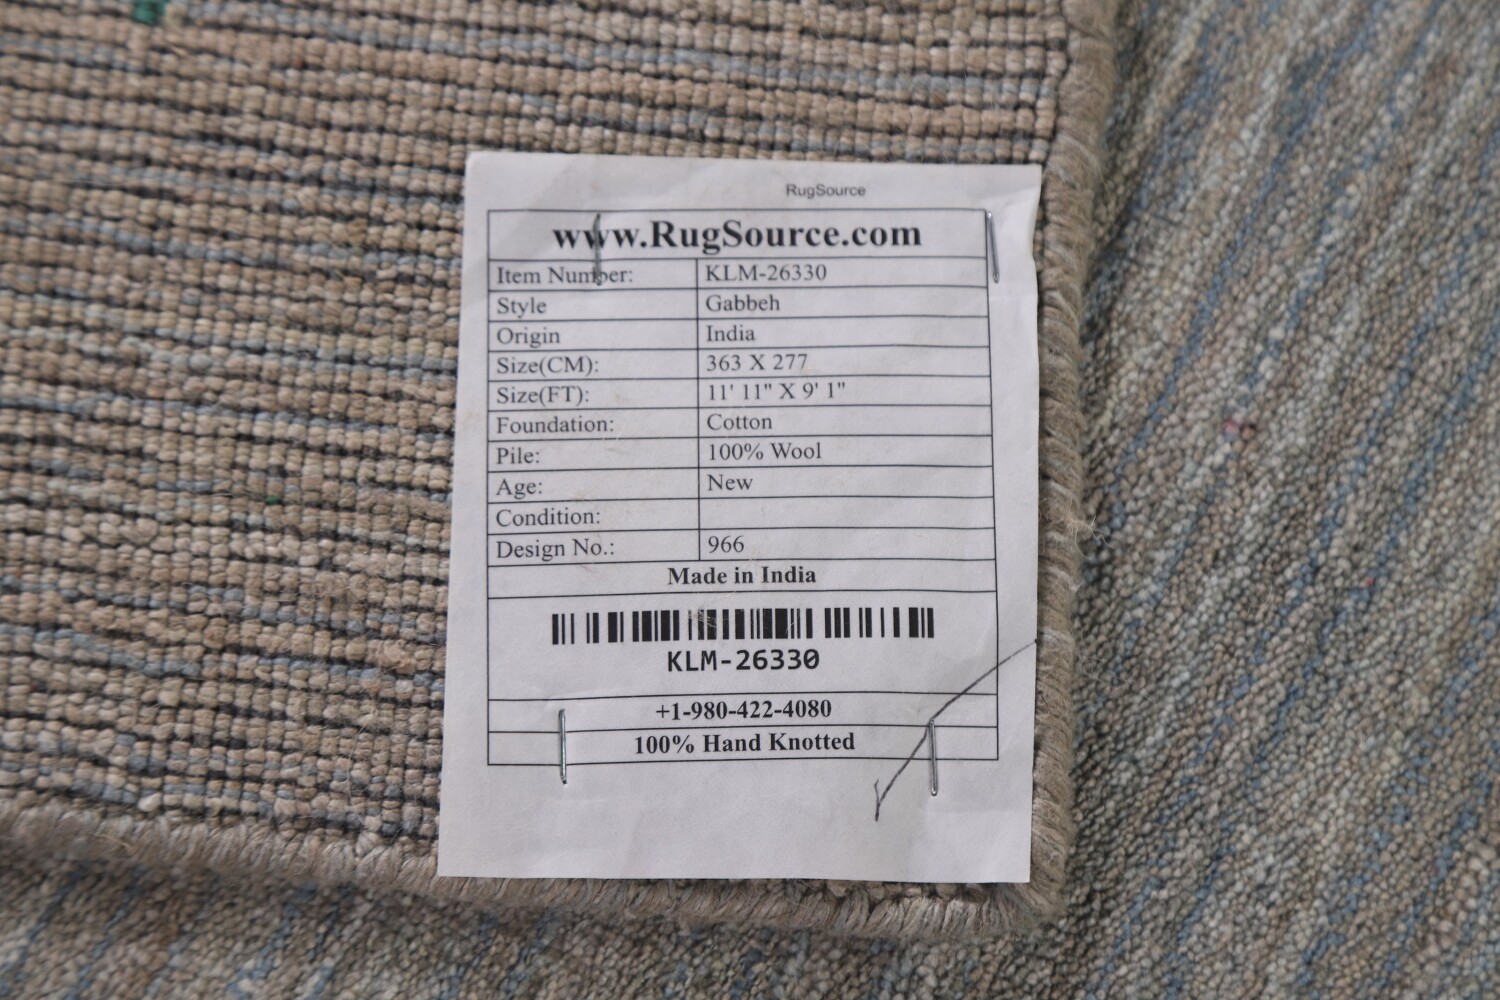 RugSource
www.RugSource.com
Item Number: KLM-26330
Style Gabbeh
Origin India
Size(CM): 363 X 277
Size(FT): 11' 11" X 9' 1"
Foundation: Cotton
Pile: 100% Wool
Age: New
Condition:
Design No.: 966
Made in India
KLM-26330
+1-980-422-4080
100% Hand Knotted